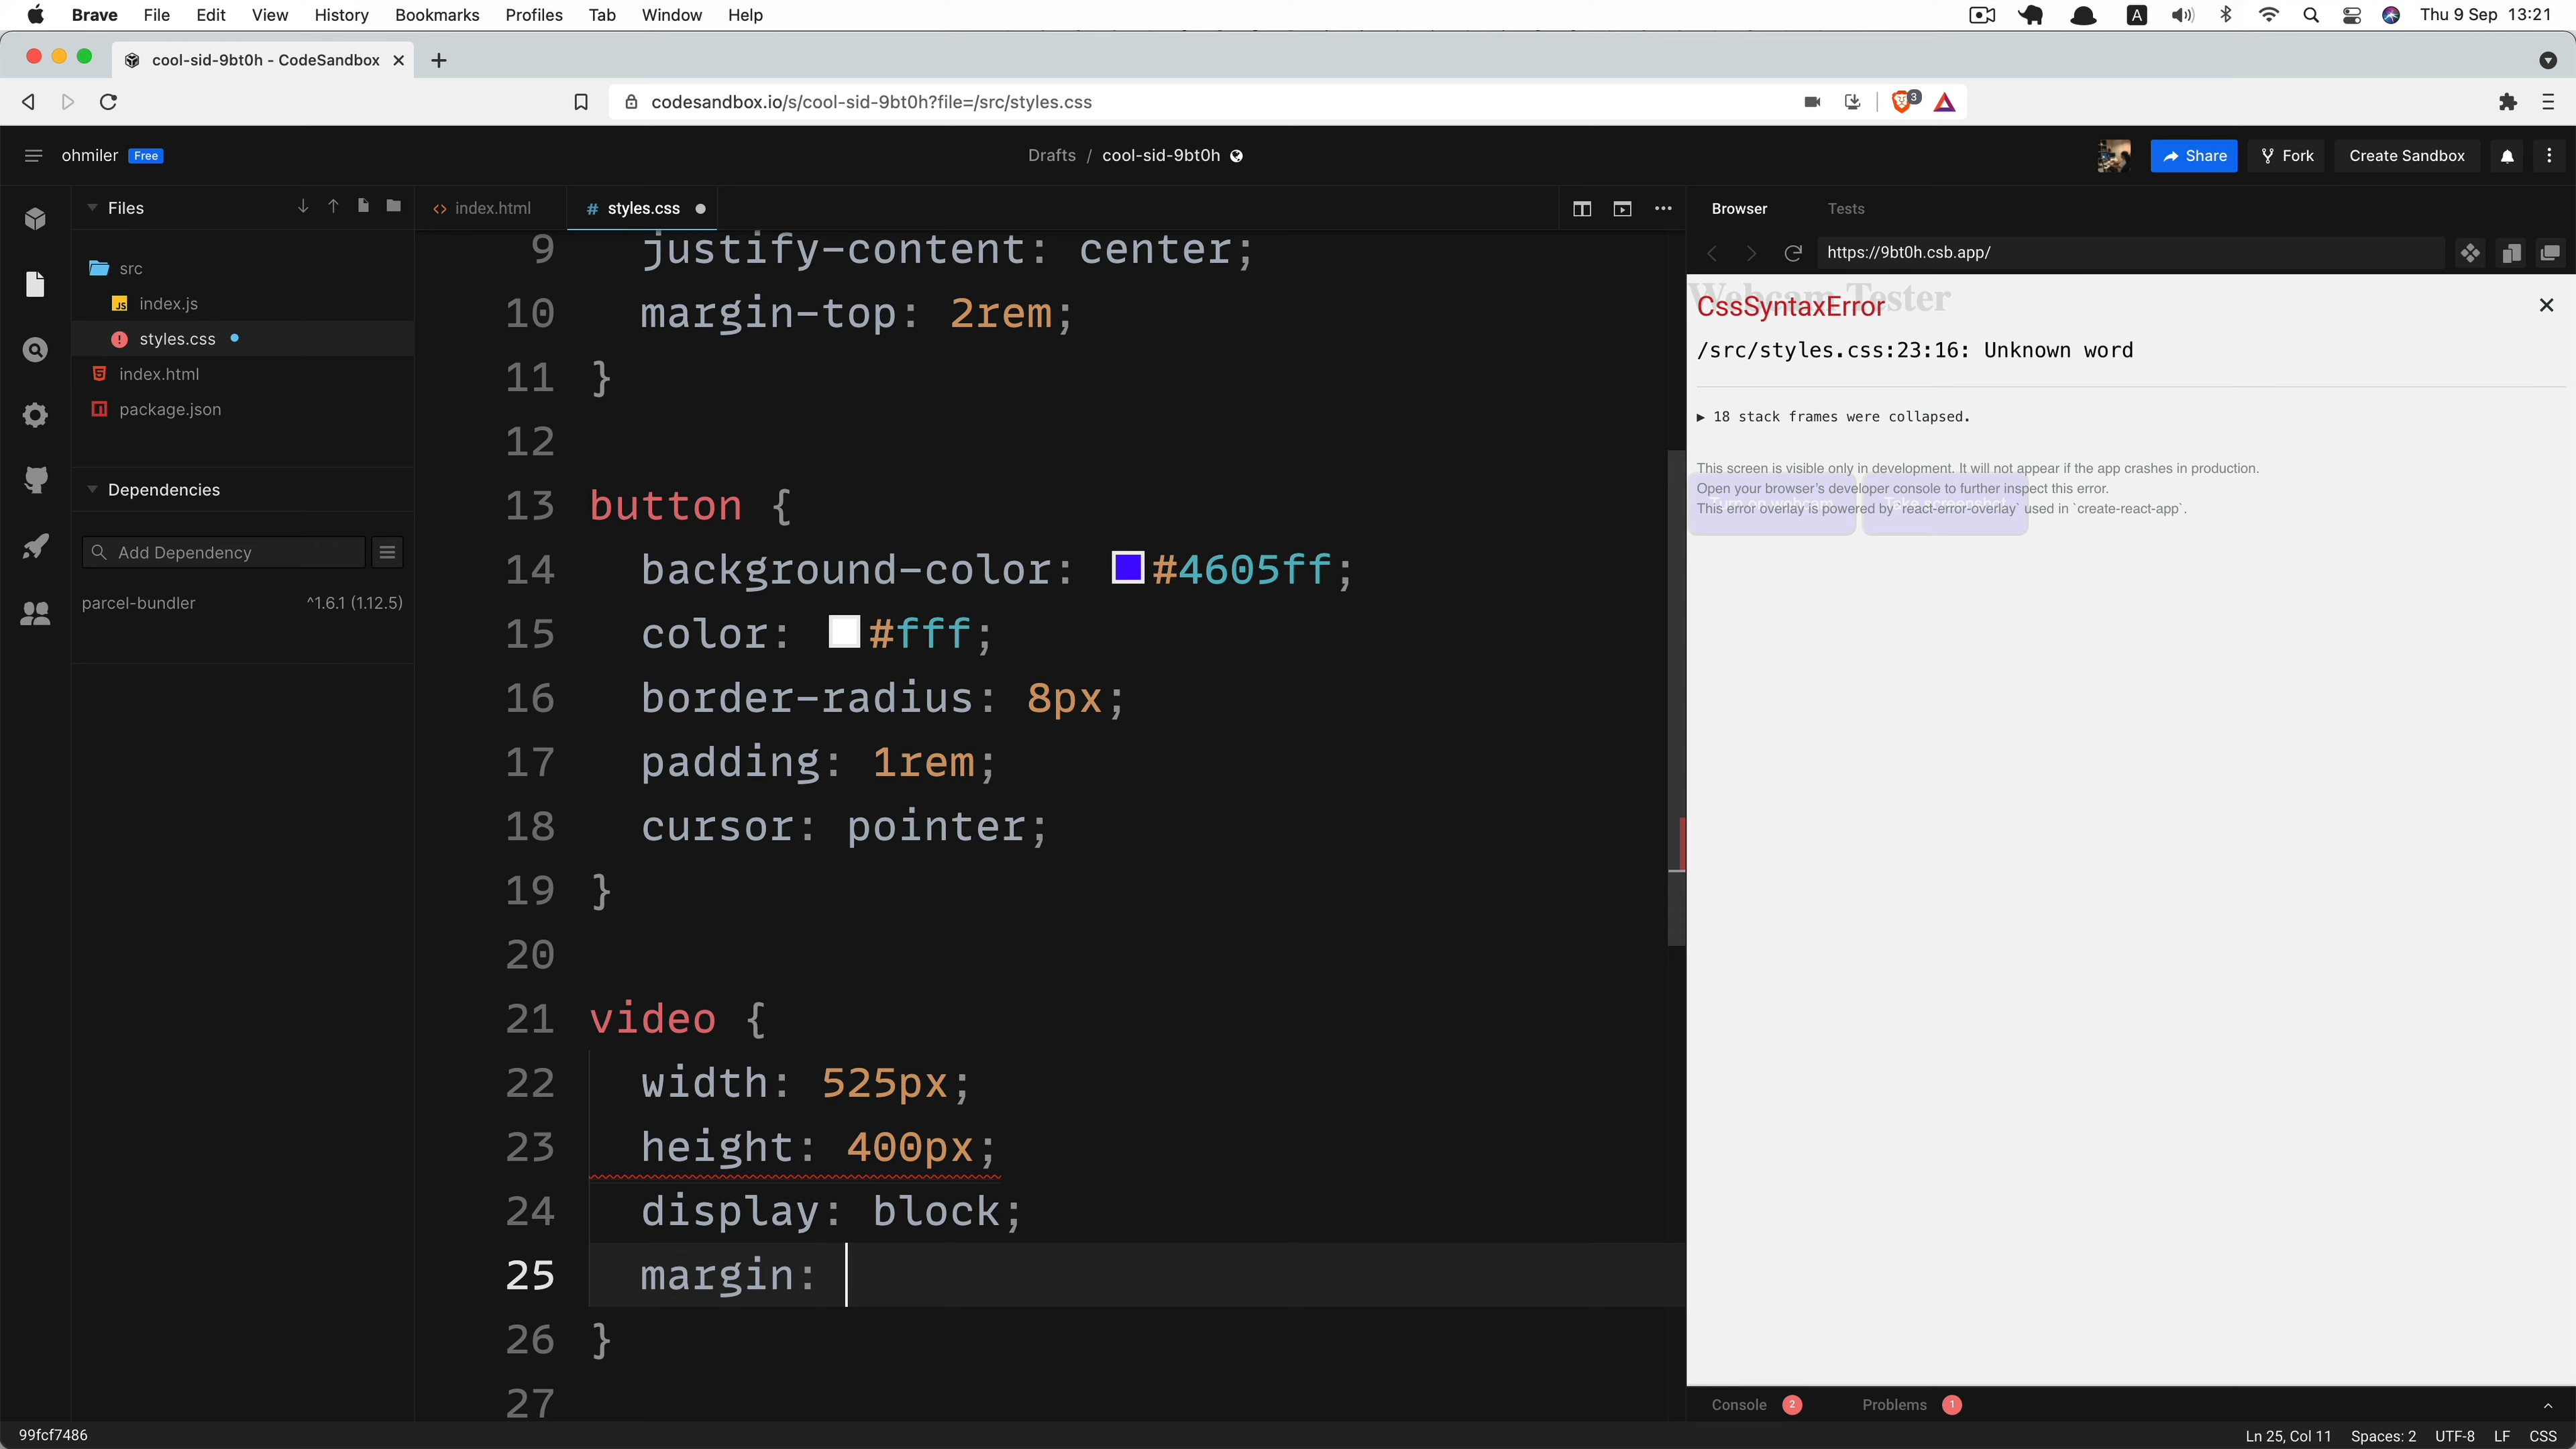 Brave File Edit View History Bookmarks Profiles Tab Window Help
A Thu 9 Sep 13:21
cool-sid-9bt0h - CodeSandbox
codesandbox.io/s/cool-sid-9bt0h?file=/src/styles.css
3
ohmiler Free
Drafts / cool-sid-9bt0h
Share Fork Create Sandbox
Files
src
JS index.js
styles.css
index.html
package.json
Dependencies
Add Dependency
parcel-bundler ^1.6.1 (1.12.5)
<> index.html # styles.css
9 justify-content: center;
10 margin-top: 2rem;
11 }
12
13 button {
14 background-color: #4605ff;
15 color: #fff;
16 border-radius: 8px;
17 padding: 1rem;
18 cursor: pointer;
19 }
20
21 video {
22 width: 525px;
23 height: 400px;
24 display: block;
25 margin:
26 }
27
Browser Tests
https://9bt0h.csb.app/
Webcam Tester
CssSyntaxError
/src/styles.css:23:16: Unknown word
▶ 18 stack frames were collapsed.
This screen is visible only in development. It will not appear if the app crashes in production.
Open your browser's developer console to further inspect this error.
Turn on webcam Take screenshot
This error overlay is powered by `react-error-overlay` used in `create-react-app`.
Console 2 Problems 1
99fcf7486
Ln 25, Col 11 Spaces: 2 UTF-8 LF CSS